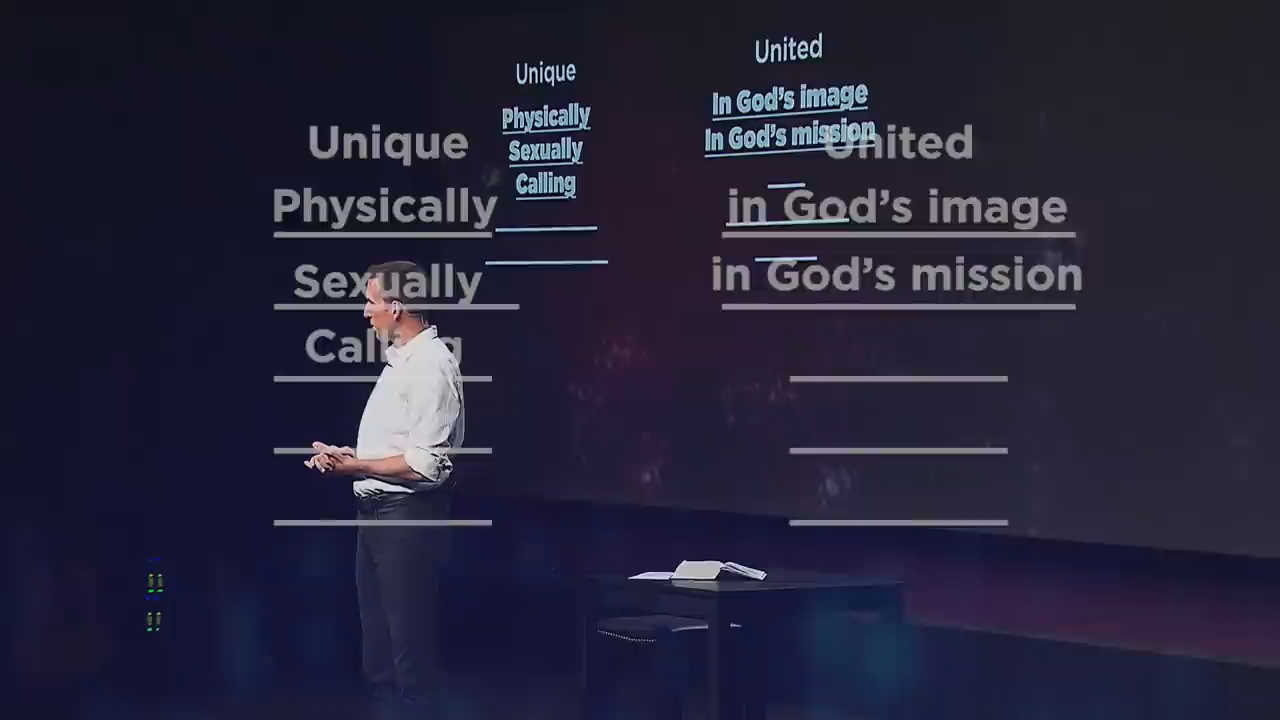 Unique
Physically
Sexually
Calling
United
In God's image
In God's mission
Unique
Physically
Sexually
Calling
United
in God's image
in God's mission